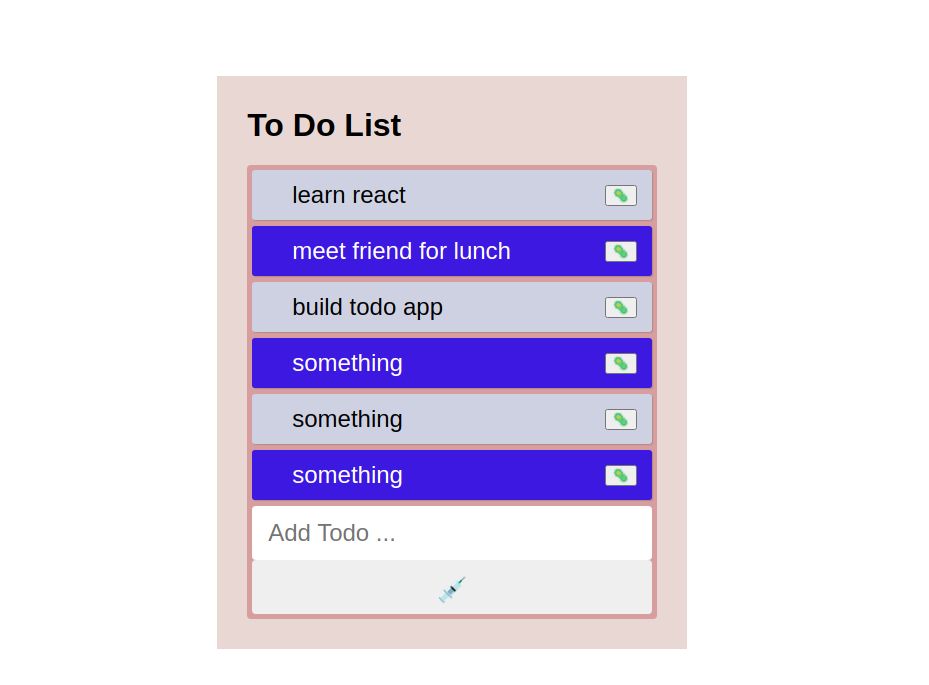 To Do List
learn react
meet friend for lunch
build todo app
something
something
something
Add Todo ...